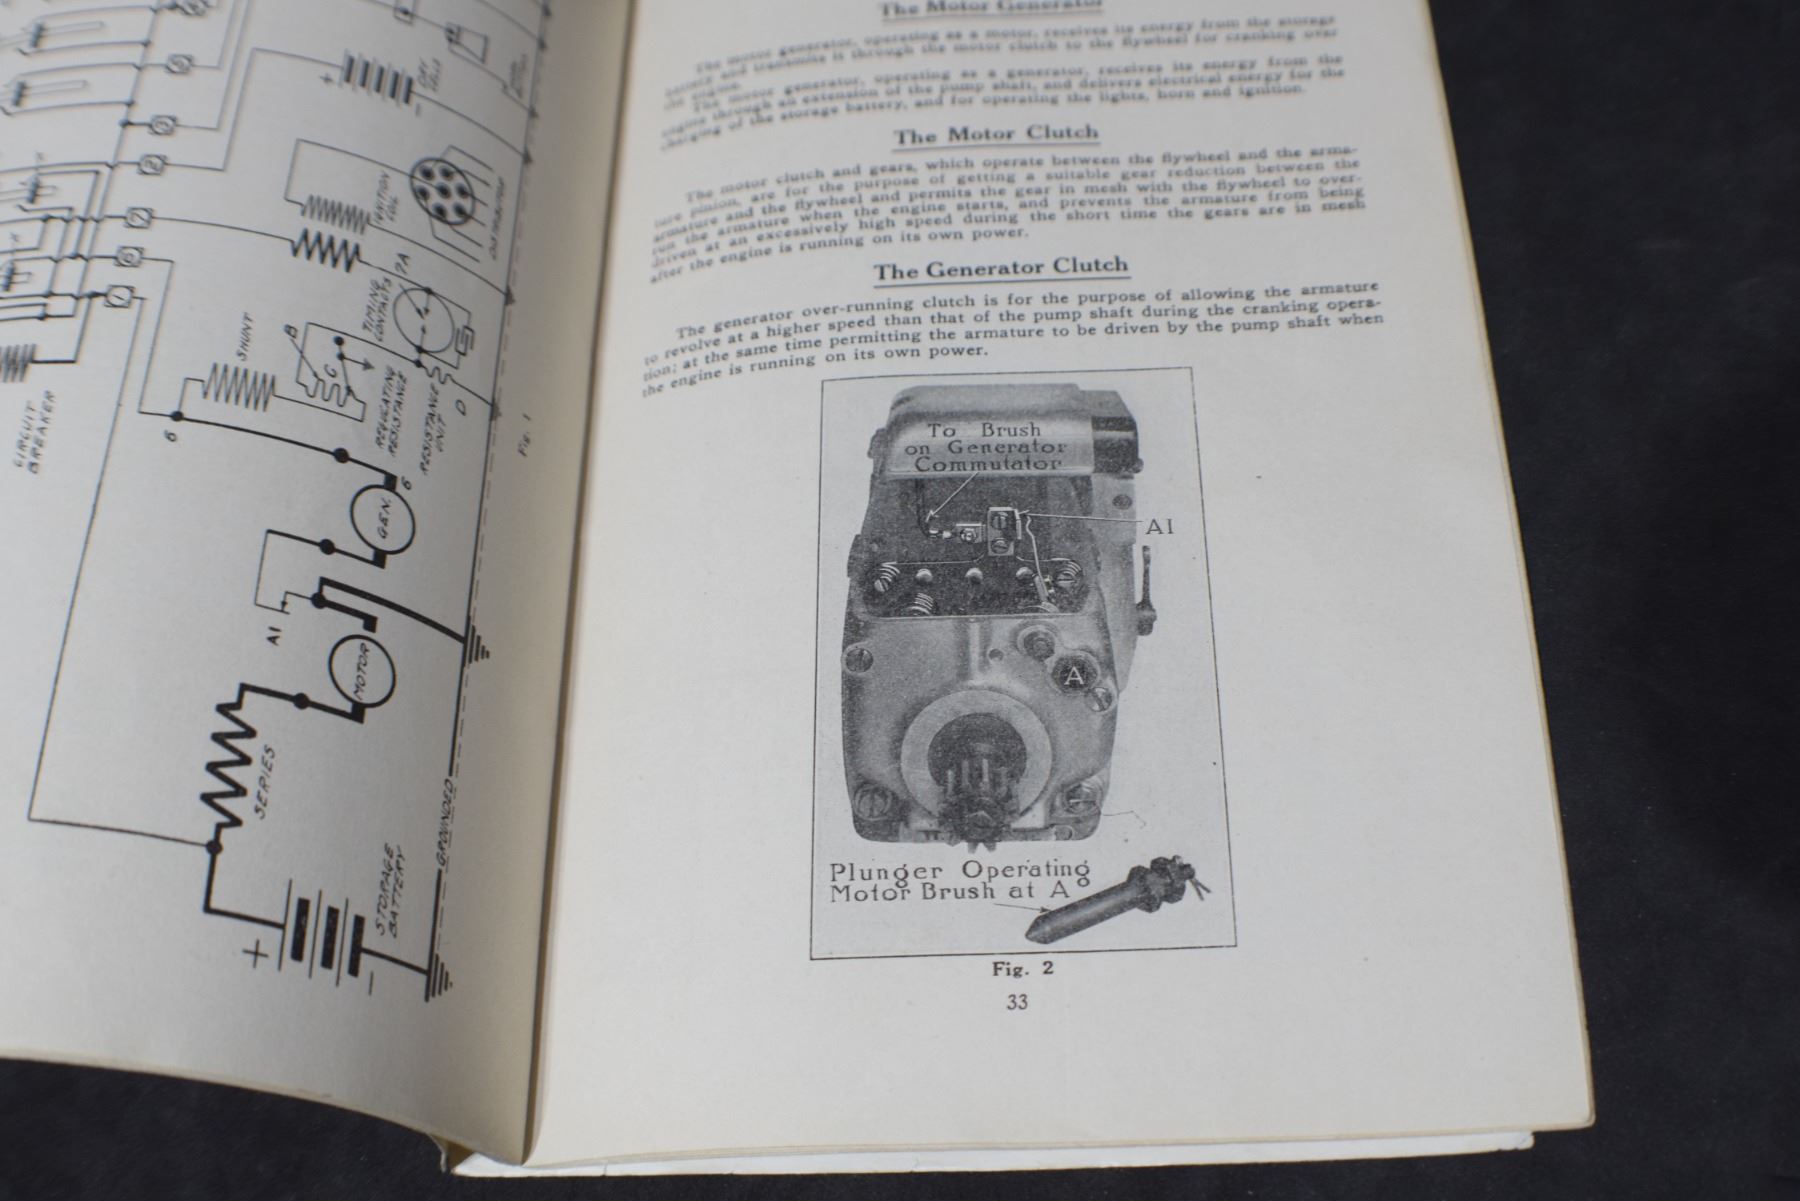 CIRCUIT
BREAKER
SHUNT
B
C
TIMING
CONTACTS
7A
IGNITION
COIL
DISTRIBUTOR
DRY
CELLS
+
-
2
7
6
1
REGULATING
RESISTANCE
RESISTANCE
UNIT
D
6
6
GEN.
A1
MOTOR
SERIES
GROUNDED
STORAGE
BATTERY
+
-
Fig. 1
The Motor Generator
The motor generator, operating as a motor, receives its energy from the storage
battery and transmits it through the motor clutch to the flywheel for cranking over
the engine.
The motor generator, operating as a generator, receives its energy from the
engine through an extension of the pump shaft, and delivers electrical energy for the
charging of the storage battery, and for operating the lights, horn and ignition.
The Motor Clutch
The motor clutch and gears, which operate between the flywheel and the arma-
ture pinion, are for the purpose of getting a suitable gear reduction between the
armature and the flywheel and permits the gear in mesh with the flywheel to over-
run the armature when the engine starts, and prevents the armature from being
driven at an excessively high speed during the short time the gears are in mesh
after the engine is running on its own power.
The Generator Clutch
The generator over-running clutch is for the purpose of allowing the armature
to revolve at a higher speed than that of the pump shaft during the cranking opera-
tion; at the same time permitting the armature to be driven by the pump shaft when
the engine is running on its own power.
To Brush
on Generator
Commutator
A1
A
Plunger Operating
Motor Brush at A
Fig. 2
33